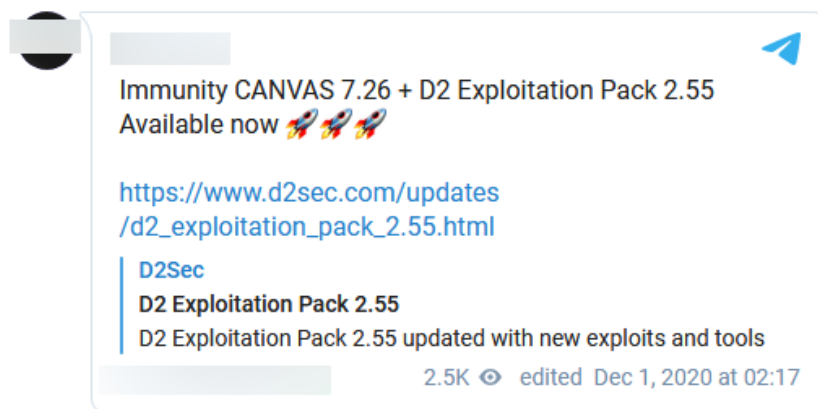 Immunity CANVAS 7.26 + D2 Exploitation Pack 2.55
Available now 🚀🚀🚀
https://www.d2sec.com/updates
/d2_exploitation_pack_2.55.html
D2Sec
D2 Exploitation Pack 2.55
D2 Exploitation Pack 2.55 updated with new exploits and tools
2.5K edited Dec 1, 2020 at 02:17